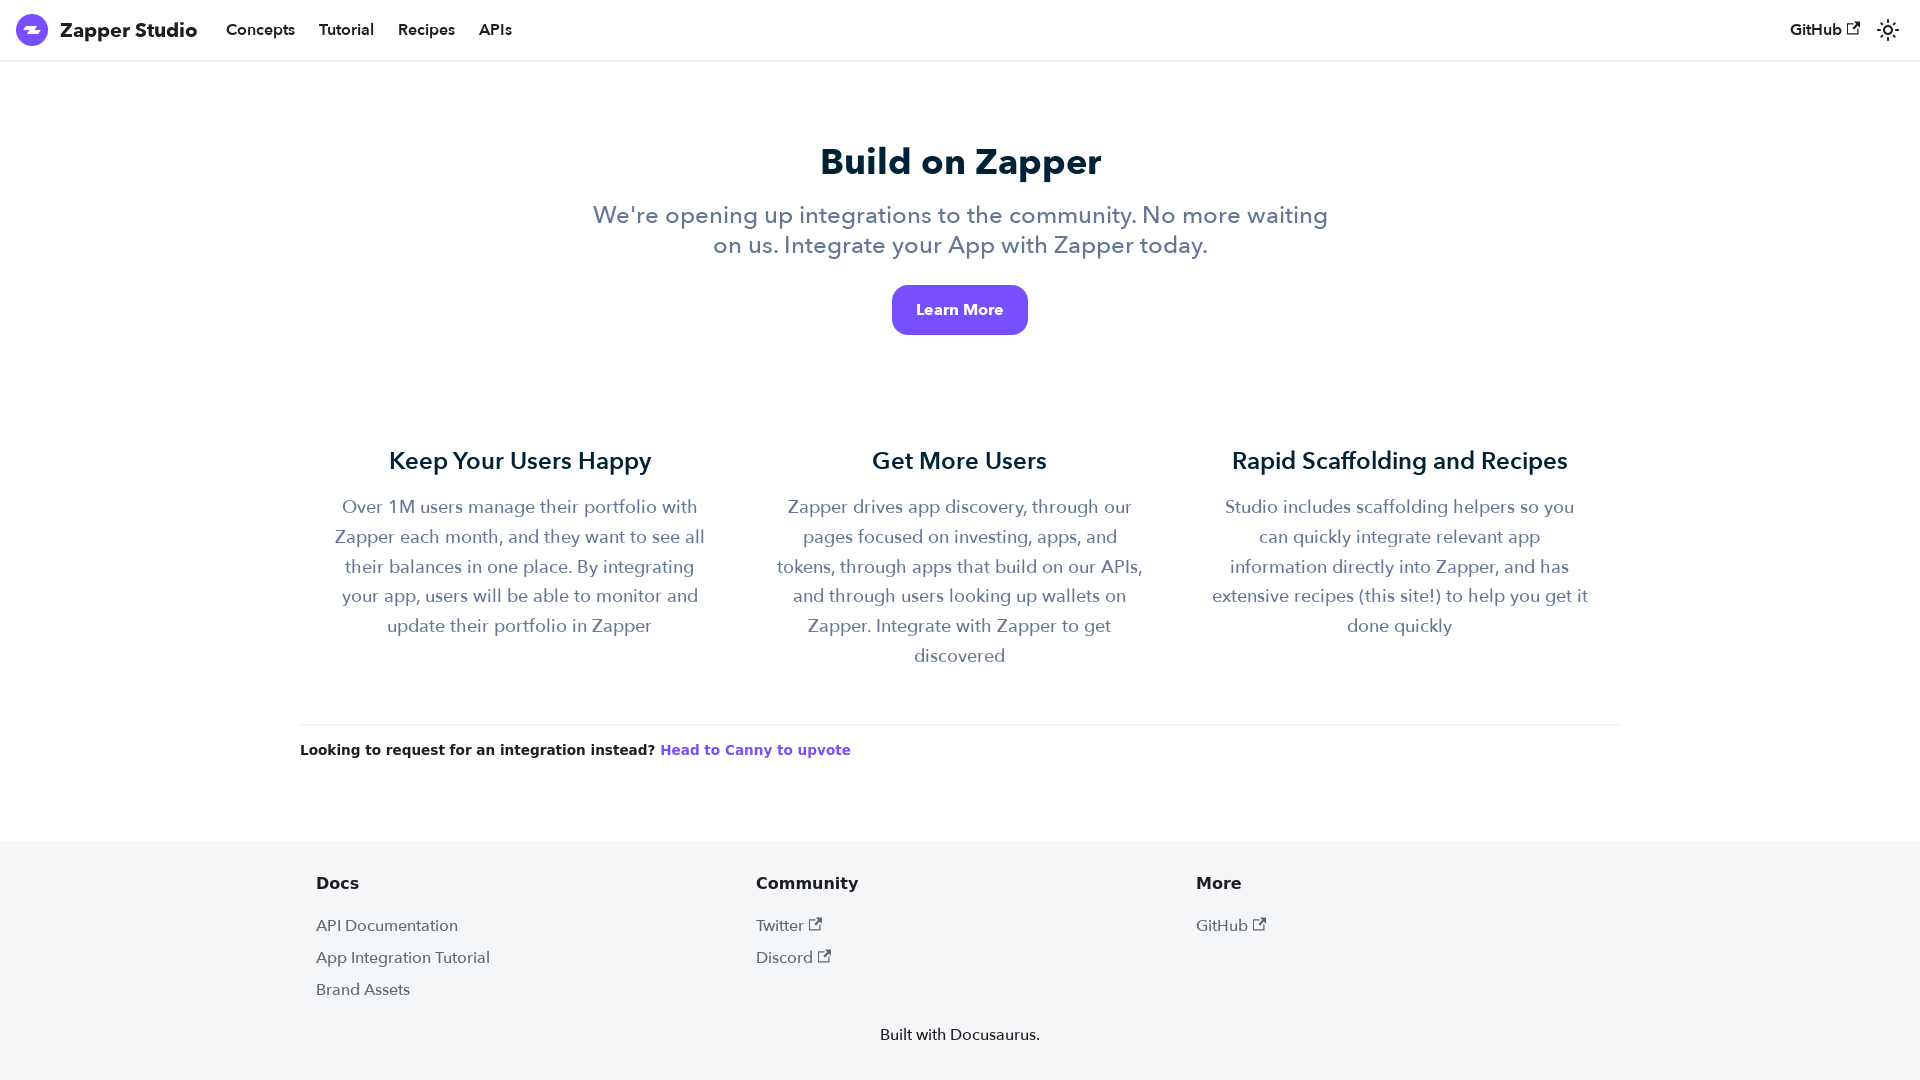 Zapper Studio
Concepts
Tutorial
Recipes
APIs
GitHub
Build on Zapper
We're opening up integrations to the community. No more waiting
on us. Integrate your App with Zapper today.
Learn More
Keep Your Users Happy
Over 1M users manage their portfolio with
Zapper each month, and they want to see all
their balances in one place. By integrating
your app, users will be able to monitor and
update their portfolio in Zapper
Get More Users
Zapper drives app discovery, through our
pages focused on investing, apps, and
tokens, through apps that build on our APIs,
and through users looking up wallets on
Zapper. Integrate with Zapper to get
discovered
Rapid Scaffolding and Recipes
Studio includes scaffolding helpers so you
can quickly integrate relevant app
information directly into Zapper, and has
extensive recipes (this site!) to help you get it
done quickly
Looking to request for an integration instead? Head to Canny to upvote
Docs
API Documentation
App Integration Tutorial
Brand Assets
Community
Twitter
Discord
More
GitHub
Built with Docusaurus.